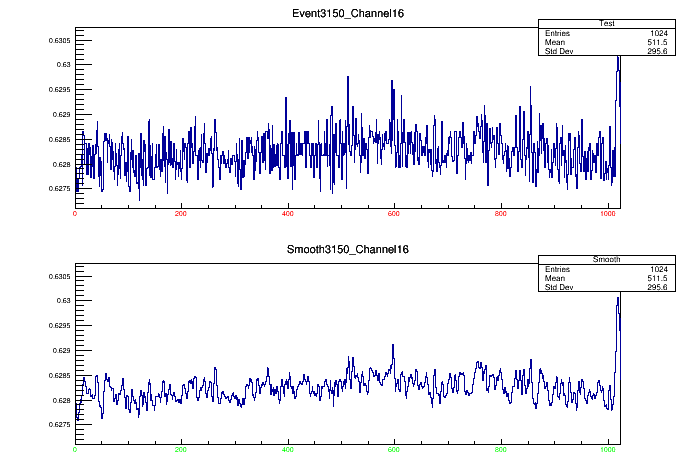 Event3150_Channel16
Test
Entries 1024
Mean 511.5
Std Dev 295.6
0.6305
0.63
0.6295
0.629
0.6285
0.628
0.6275
0 200 400 600 800 1000
Smooth3150_Channel16
Smooth
Entries 1024
Mean 511.5
Std Dev 295.6
0.6305
0.63
0.6295
0.629
0.6285
0.628
0.6275
0 200 400 600 800 1000